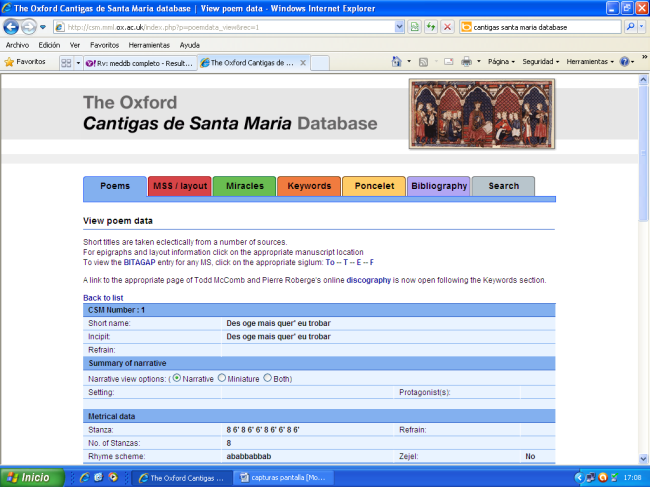 The Oxford Cantigas de Santa Maria database | View poem data - Windows Internet Explorer
http://csm.mml.ox.ac.uk/index.php?p=poemdata_view&rec=1
cantigas santa maria database
Archivo Edición Ver Favoritos Herramientas Ayuda
Favoritos
Rv: meddb completo - Result...
The Oxford Cantigas de ...
Página
Seguridad
Herramientas
The Oxford
Cantigas de Santa Maria Database
Poems
MSS / layout
Miracles
Keywords
Poncelet
Bibliography
Search
View poem data
Short titles are taken eclectically from a number of sources.
For epigraphs and layout information click on the appropriate manuscript location
To view the BITAGAP entry for any MS, click on the appropriate siglum: To -- T -- E -- F
A link to the appropriate page of Todd McComb and Pierre Roberge's online discography is now open following the Keywords section.
Back to list
CSM Number : 1
Short name: Des oge mais quer' eu trobar
Incipit: Des oge mais quer' eu trobar
Refrain:
Summary of narrative
Narrative view options: ( Narrative Miniature Both)
Setting: Protagonist(s):
Metrical data
Stanza: 8 6' 8 6' 6' 8 6' 6' 8 6' Refrain:
No. of Stanzas: 8
Rhyme scheme: ababbabbab Zejel: No
Inicio
The Oxford Cantigas ...
capturas pantalla [Mo...
17:08